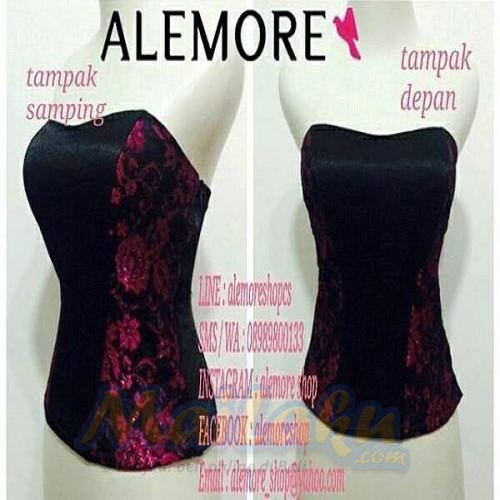 ALEMORE
tampak
samping
tampak
depan
LINE : alemoreshopcs
SMS/WA : 08989800133
INSTAGRAM : alemore shop
FACEBOOK : alemoreshop
Email : alemore_shop@yahoo.com
.com